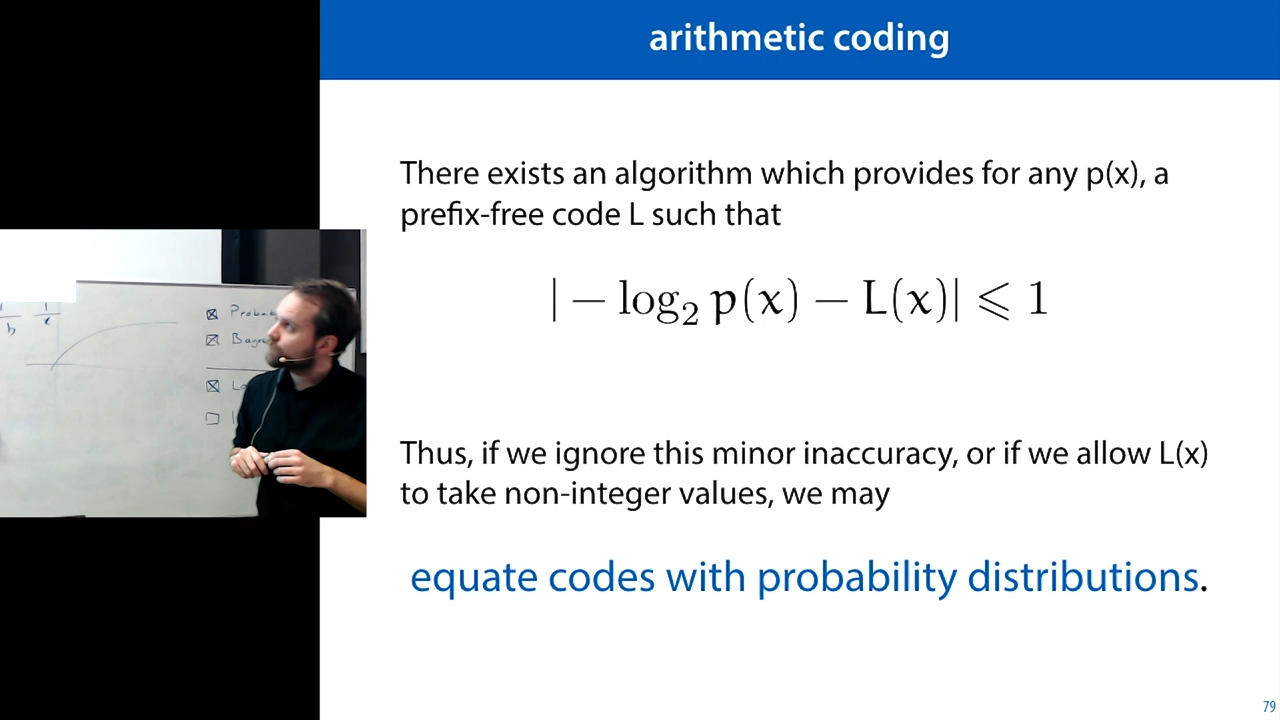 arithmetic coding
There exists an algorithm which provides for any p(x), a
prefix-free code L such that
| − log₂ p(x) − L(x)| ⩽ 1
Thus, if we ignore this minor inaccuracy, or if we allow L(x)
to take non-integer values, we may
equate codes with probability distributions.
79